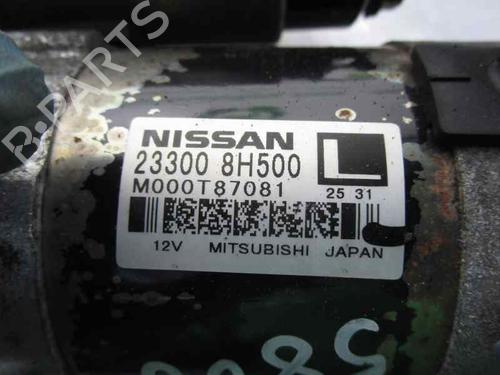 B-PARTS
NISSAN
23300 8H500
L
M000T87081
25 31
12V MITSUBISHI JAPAN